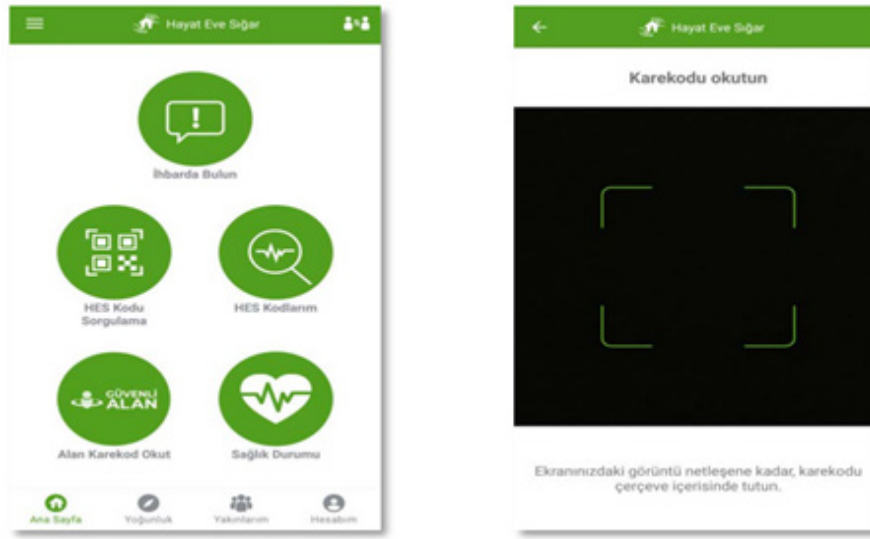 Hayat Eve Sığar
İhbarda Bulun
HES Kodu
Sorgulama
HES Kodlarım
GÜVENLİ
ALAN
Alan Karekod Okut
Sağlık Durumu
Ana Sayfa
Yoğunluk
Yakınlarım
Hesabım
Hayat Eve Sığar
Karekodu okutun
Ekranınızdaki görüntü netleşene kadar, karekodu
çerçeve içerisinde tutun.